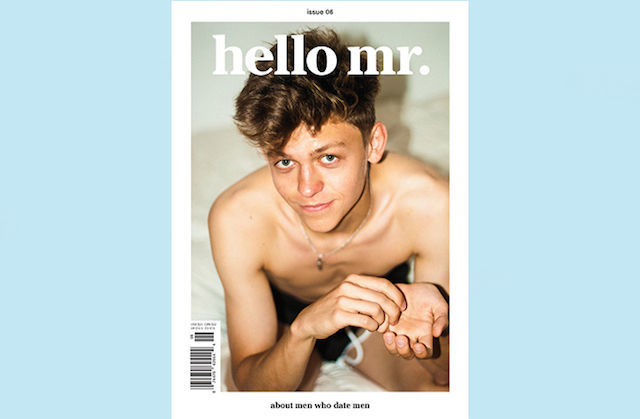 issue 06
hello mr.
about men who date men